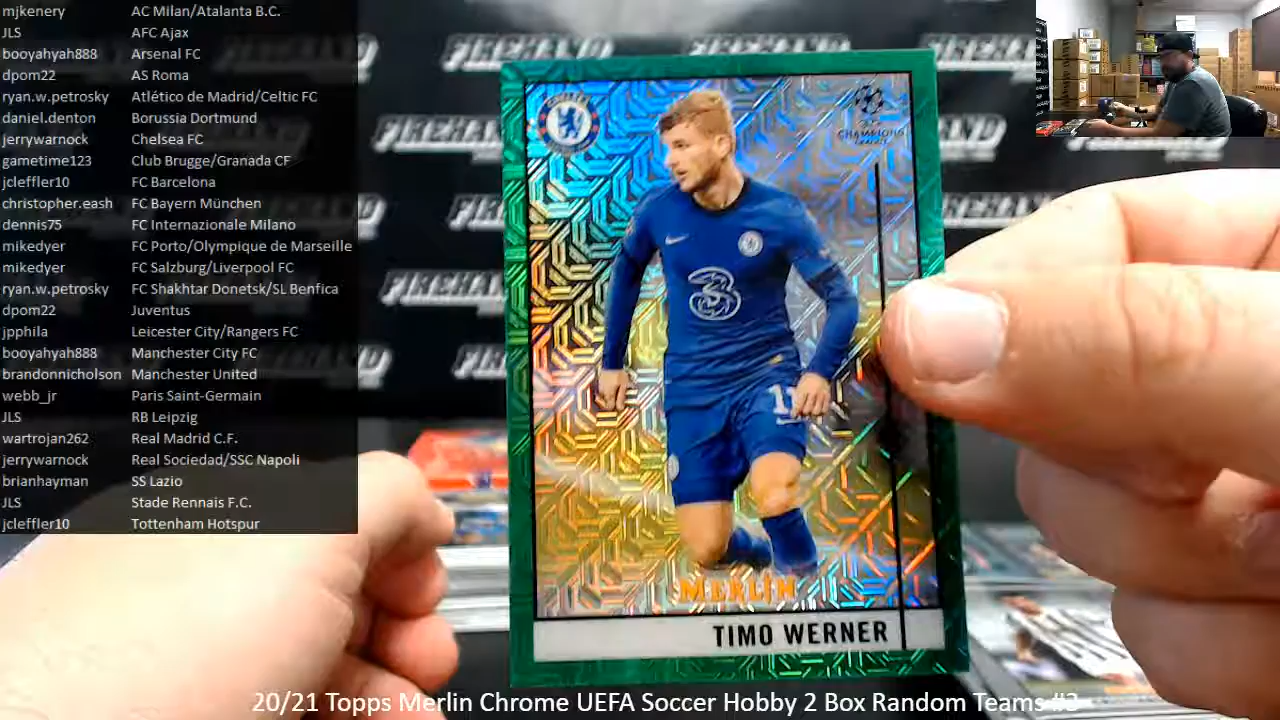 mjkenery AC Milan/Atalanta B.C.
JLS AFC Ajax
booyahyah888 Arsenal FC
dpom22 AS Roma
ryan.w.petrosky Atlético de Madrid/Celtic FC
daniel.denton Borussia Dortmund
jerrywarnock Chelsea FC
gametime123 Club Brugge/Granada CF
jcleffler10 FC Barcelona
christopher.eash FC Bayern München
dennis75 FC Internazionale Milano
mikedyer FC Porto/Olympique de Marseille
mikedyer FC Salzburg/Liverpool FC
ryan.w.petrosky FC Shakhtar Donetsk/SL Benfica
dpom22 Juventus
jpphila Leicester City/Rangers FC
booyahyah888 Manchester City FC
brandonnicholson Manchester United
webb_jr Paris Saint-Germain
JLS RB Leipzig
wartrojan262 Real Madrid C.F.
jerrywarnock Real Sociedad/SSC Napoli
brianhayman SS Lazio
JLS Stade Rennais F.C.
jcleffler10 Tottenham Hotspur
FIREHAND
CHAMPIONS
LEAGUE
3
MERLIN
TIMO WERNER
20/21 Topps Merlin Chrome UEFA Soccer Hobby 2 Box Random Teams #3